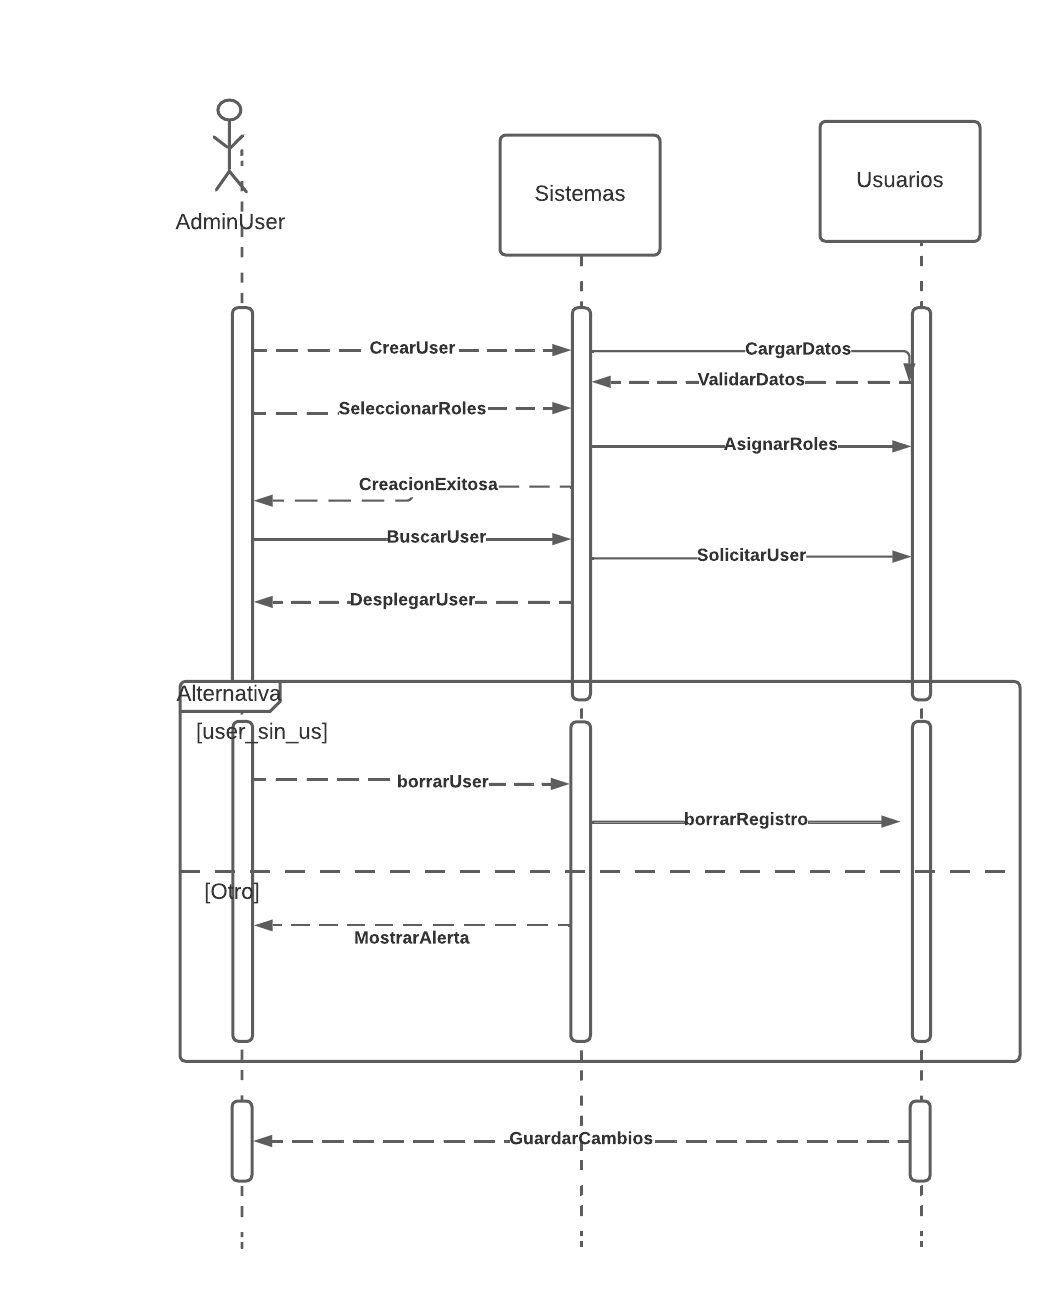 AdminUser
Sistemas
Usuarios
CrearUser
CargarDatos
ValidarDatos
SeleccionarRoles
AsignarRoles
CreacionExitosa
BuscarUser
SolicitarUser
DesplegarUser
Alternativa
[user_sin_us]
borrarUser
borrarRegistro
[Otro]
MostrarAlerta
GuardarCambios